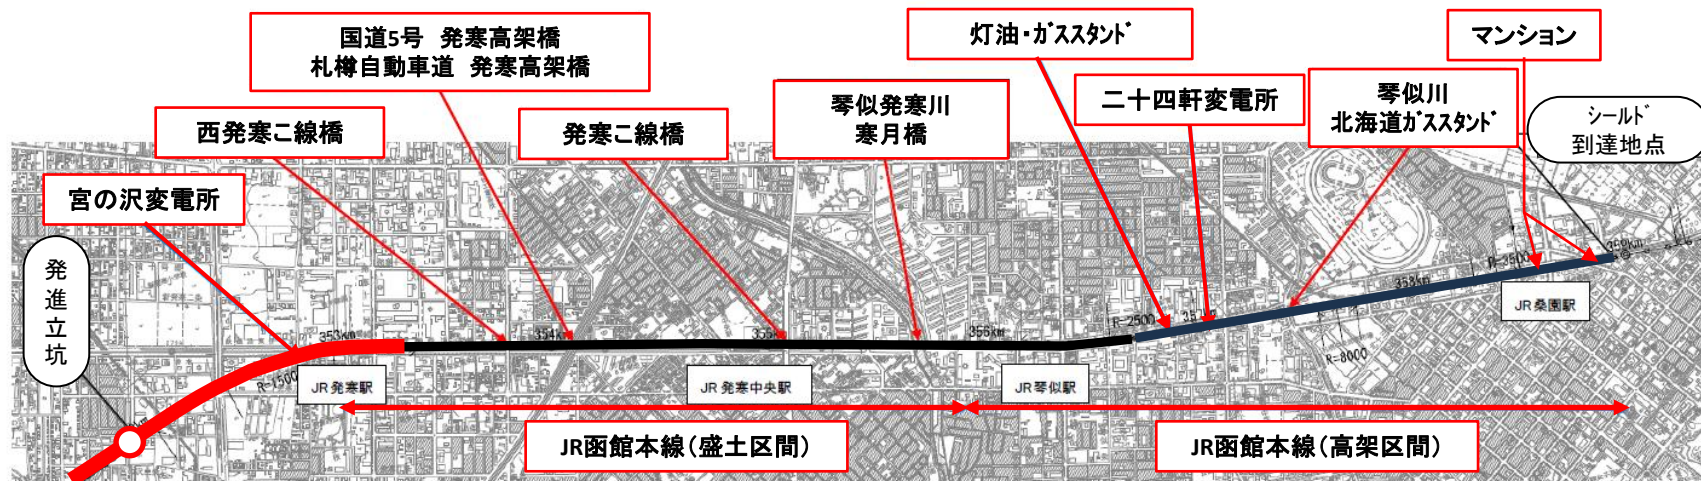 国道5号 発寒高架橋
札樽自動車道 発寒高架橋
灯油・ガススタンド
マンション
西発寒こ線橋
発寒こ線橋
琴似発寒川
寒月橋
二十四軒変電所
琴似川
北海道ガススタンド
シールド
到達地点
宮の沢変電所
発進立坑
353km
354k
356km
358km
R=1500
R=2500
R=8000
R=3500
JR発寒駅
JR発寒中央駅
JR琴似駅
JR桑園駅
JR函館本線(盛土区間)
JR函館本線(高架区間)